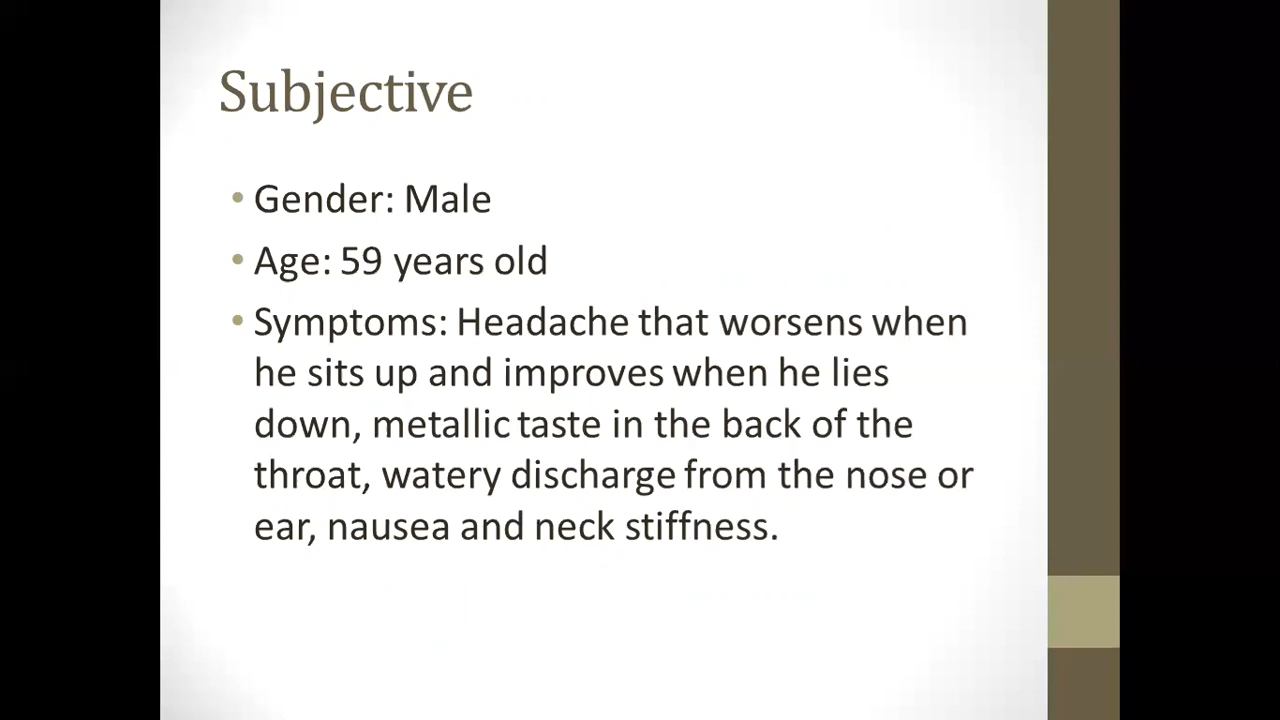 Subjective
• Gender: Male
• Age: 59 years old
• Symptoms: Headache that worsens when
he sits up and improves when he lies
down, metallic taste in the back of the
throat, watery discharge from the nose or
ear, nausea and neck stiffness.